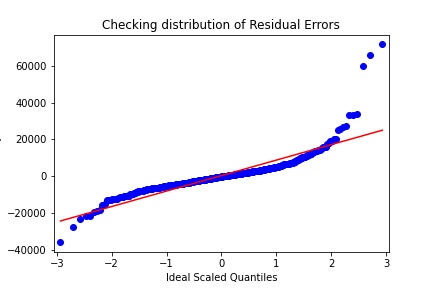 Checking distribution of Residual Errors
60000
40000
20000
0
−20000
−40000
−3 −2 −1 0 1 2 3
Ideal Scaled Quantiles